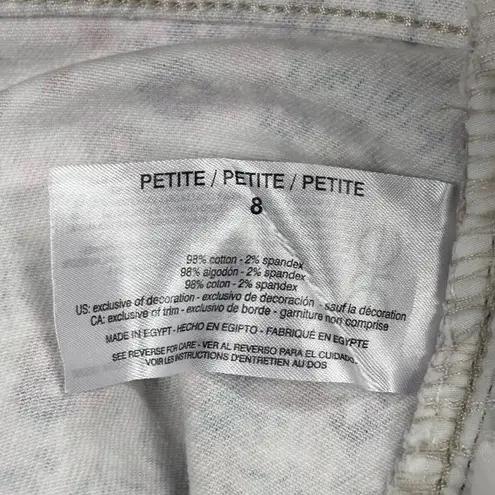 PETITE / PETITE / PETITE
8
98% cotton - 2% spandex
98% algodón - 2% spandex
98% coton - 2% spandex
US: exclusive of decoration - exclusivo de decoración - sauf la décoration
CA: exclusive of trim - exclusivo de borde - garniture non comprise
MADE IN EGYPT - HECHO EN EGIPTO - FABRIQUÉ EN EGYPTE
SEE REVERSE FOR CARE - VER AL REVERSO PARA EL CUIDADO
VOIR LES INSTRUCTIONS D'ENTRETIEN AU DOS